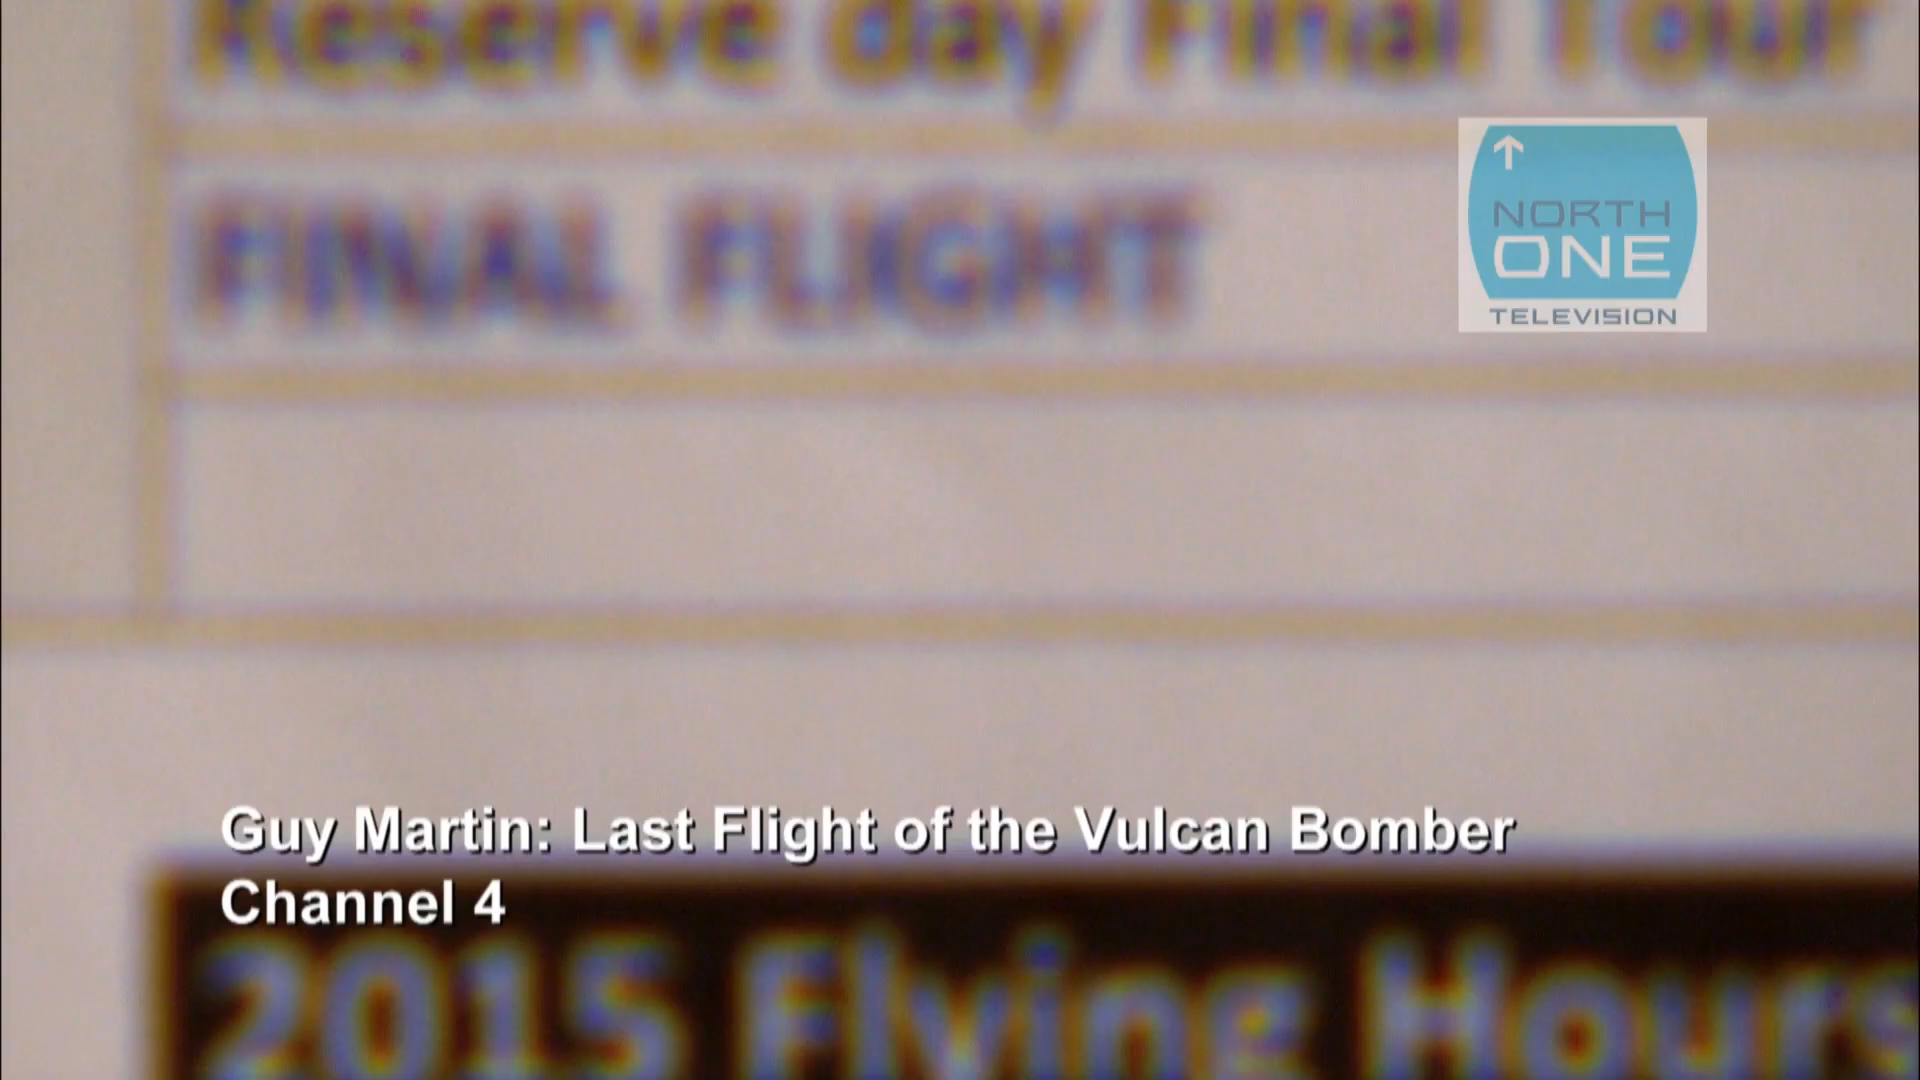 Reserve day Final Tour
FINAL FLIGHT
NORTH
ONE
TELEVISION
Guy Martin: Last Flight of the Vulcan Bomber
Channel 4
2015 Flying Hours